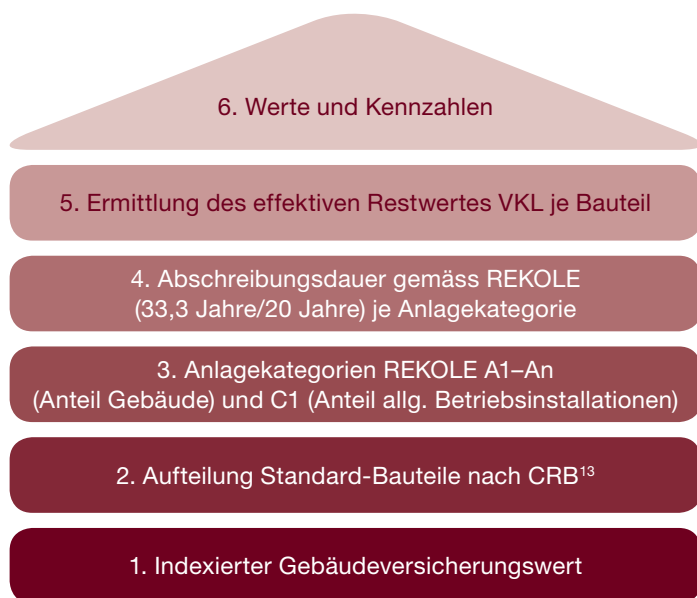 6. Werte und Kennzahlen
5. Ermittlung des effektiven Restwertes VKL je Bauteil
4. Abschreibungsdauer gemäss REKOLE
(33,3 Jahre/20 Jahre) je Anlagekategorie
3. Anlagekategorien REKOLE A1–An
(Anteil Gebäude) und C1 (Anteil allg. Betriebsinstallationen)
2. Aufteilung Standard-Bauteile nach CRB¹³
1. Indexierter Gebäudeversicherungswert